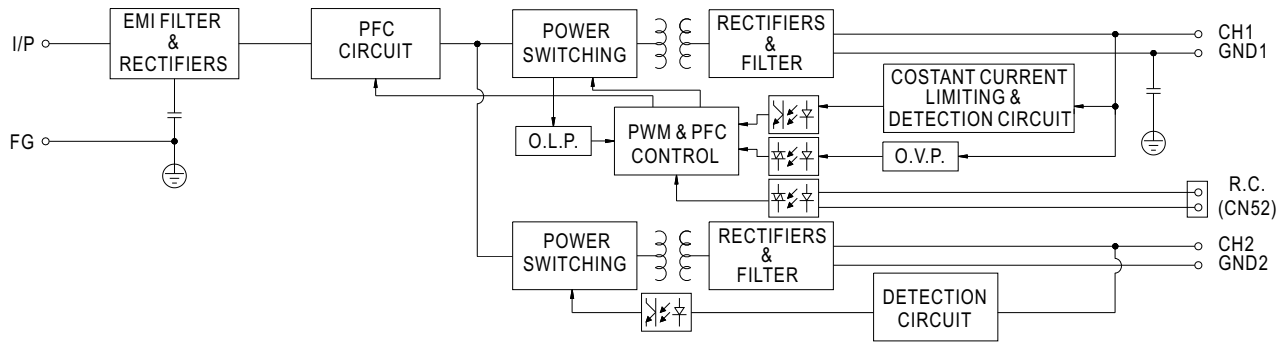 I/P
EMI FILTER
&
RECTIFIERS
PFC
CIRCUIT
POWER
SWITCHING
RECTIFIERS
&
FILTER
CH1
GND1
COSTANT CURRENT
LIMITING &
DETECTION CIRCUIT
FG
O.L.P.
PWM & PFC
CONTROL
O.V.P.
R.C.
(CN52)
POWER
SWITCHING
RECTIFIERS
&
FILTER
CH2
GND2
DETECTION
CIRCUIT